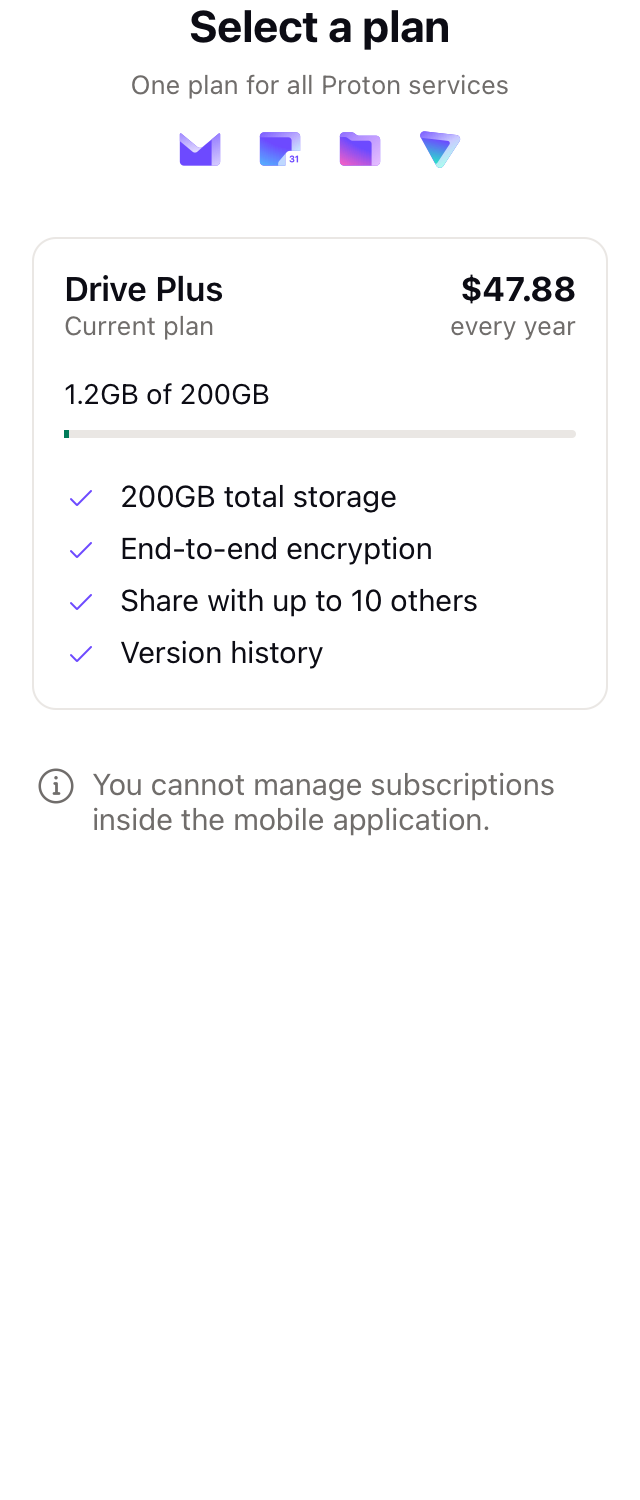 Select a plan
One plan for all Proton services
31
Drive Plus
$47.88
Current plan
every year
1.2GB of 200GB
200GB total storage
End-to-end encryption
Share with up to 10 others
Version history
You cannot manage subscriptions
inside the mobile application.